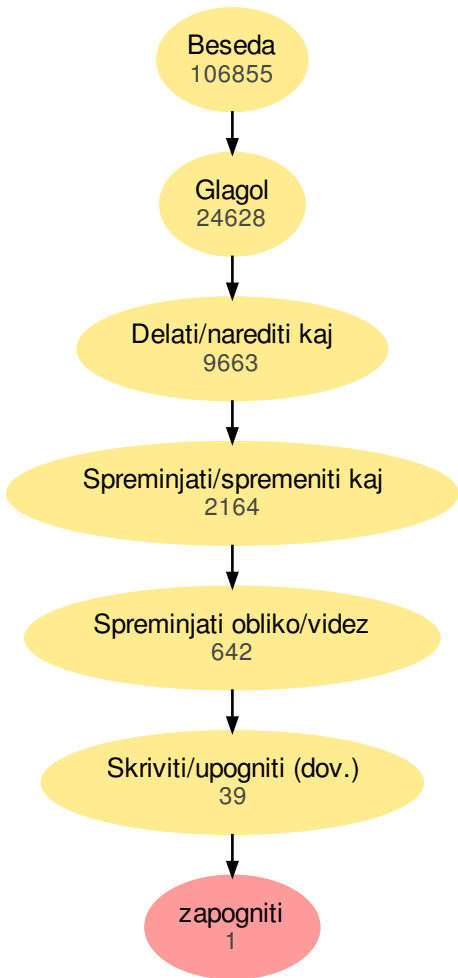 Beseda
106855
Glagol
24628
Delati/narediti kaj
9663
Spreminjati/spremeniti kaj
2164
Spreminjati obliko/videz
642
Skriviti/upogniti (dov.)
39
zapogniti
1